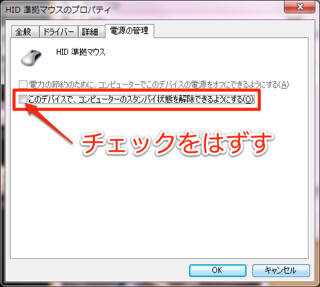 HID 準拠マウスのプロパティ
全般 ドライバー 詳細 電源の管理
HID 準拠マウス
電力の節約のために、コンピューターでこのデバイスの電源をオフにできるようにする(A)
このデバイスで、コンピューターのスタンバイ状態を解除できるようにする(O)
チェックをはずす
OK キャンセル